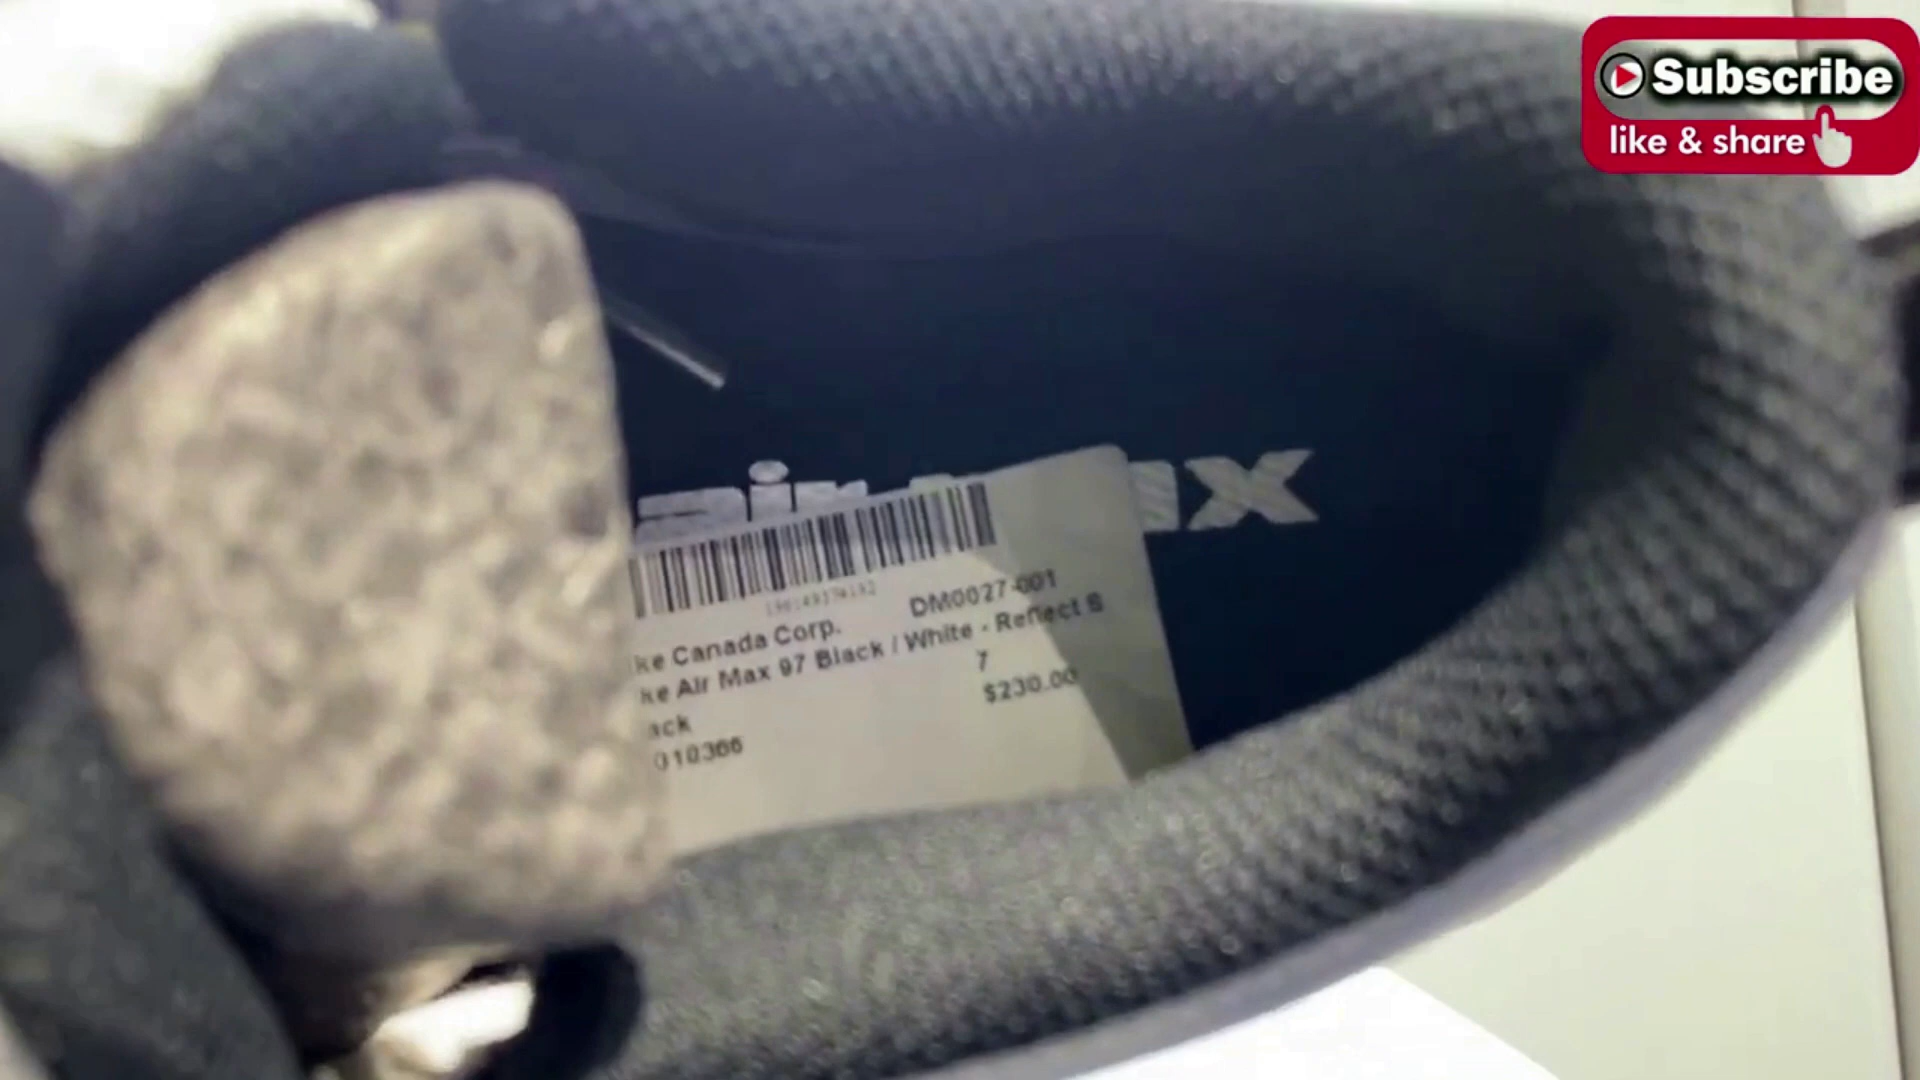 Subscribe
like & share
air
DM0027-001
ke Canada Corp.
ke Air Max 97 Black / White - Reflect S
ack
7
$230.00
010366